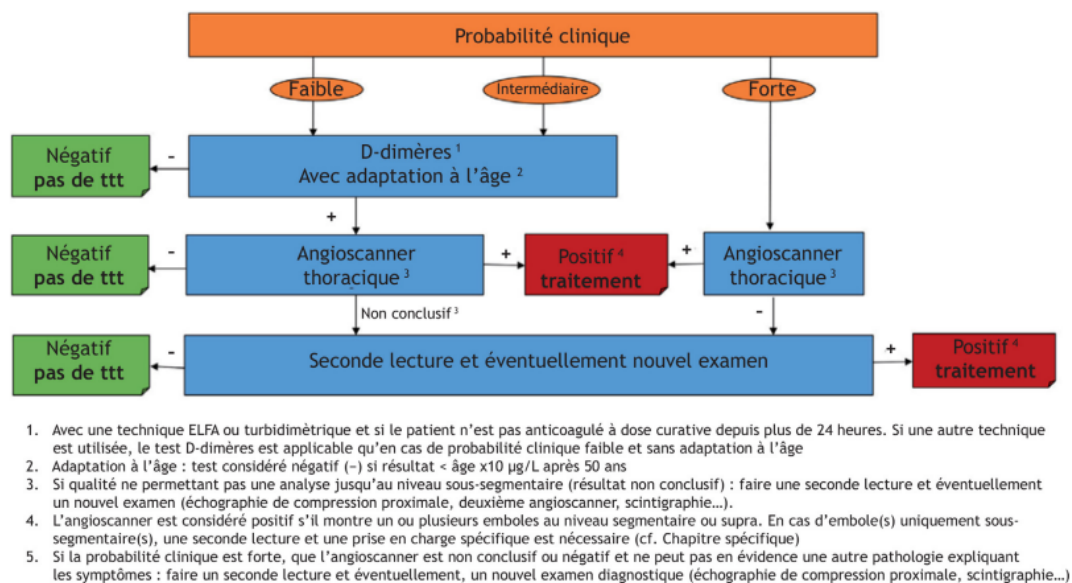 Probabilité clinique
Faible
Intermédiaire
Forte
Négatif
pas de ttt
-
D-dimères ¹
Avec adaptation à l'âge ²
+
Négatif
pas de ttt
-
Angioscanner
thoracique ³
+
Positif ⁴
traitement
+
Angioscanner
thoracique ³
Non conclusif ³
-
Négatif
pas de ttt
-
Seconde lecture et éventuellement nouvel examen
+
Positif ⁴
traitement
1. Avec une technique ELFA ou turbidimètrique et si le patient n'est pas anticoagulé à dose curative depuis plus de 24 heures. Si une autre technique
est utilisée, le test D-dimères est applicable qu'en cas de probabilité clinique faible et sans adaptation à l'âge
2. Adaptation à l'âge : test considéré négatif (–) si résultat < âge x10 µg/L après 50 ans
3. Si qualité ne permettant pas une analyse jusqu'au niveau sous-segmentaire (résultat non conclusif) : faire une seconde lecture et éventuellement
un nouvel examen (échographie de compression proximale, deuxième angioscanner, scintigraphie…).
4. L'angioscanner est considéré positif s'il montre un ou plusieurs emboles au niveau segmentaire ou supra. En cas d'embole(s) uniquement sous-
segmentaire(s), une seconde lecture et une prise en charge spécifique est nécessaire (cf. Chapitre spécifique)
5. Si la probabilité clinique est forte, que l'angioscanner est non conclusif ou négatif et ne peut pas en évidence une autre pathologie expliquant
les symptômes : faire un seconde lecture et éventuellement, un nouvel examen diagnostique (échographie de compression proximale, scintigraphie…)